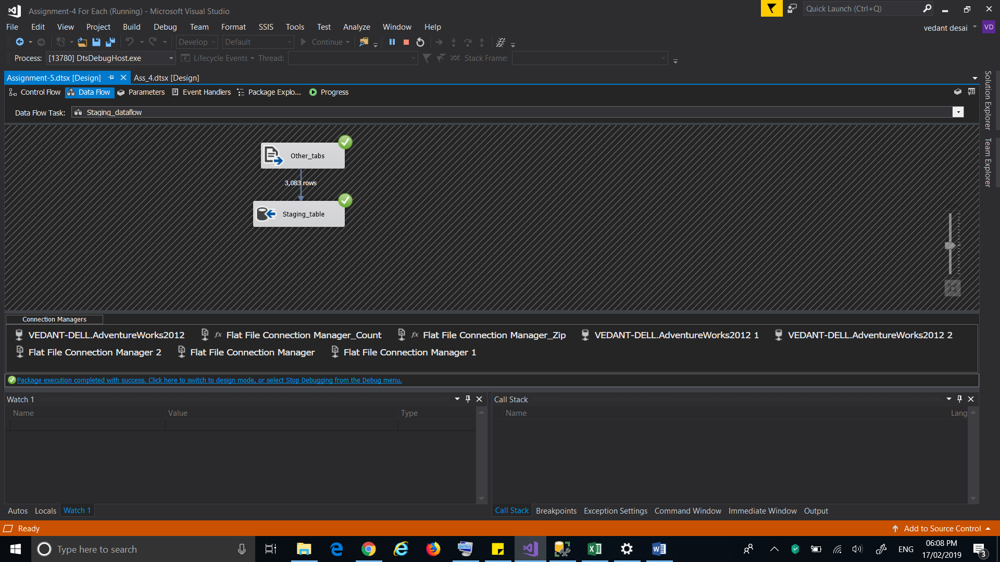 Assignment-4 For Each (Running) - Microsoft Visual Studio
Quick Launch (Ctrl+Q)
File Edit View Project Build Debug Team Format SSIS Tools Test Analyze Window Help
vedant desai VD
Develop Default Continue
Process: [13780] DtsDebugHost.exe Lifecycle Events Thread: Stack Frame:
Assignment-5.dtsx [Design] Ass_4.dtsx [Design]
Control Flow Data Flow Parameters Event Handlers Package Explo... Progress
Data Flow Task: Staging_dataflow
Solution Explorer
Team Explorer
Other_tabs
3,083 rows
Staging_table
Connection Managers
VEDANT-DELL.AdventureWorks2012 fx Flat File Connection Manager_Count fx Flat File Connection Manager_Zip VEDANT-DELL.AdventureWorks2012 1 VEDANT-DELL.AdventureWorks2012 2
Flat File Connection Manager 2 Flat File Connection Manager Flat File Connection Manager 1
Package execution completed with success. Click here to switch to design mode, or select Stop Debugging from the Debug menu.
Watch 1
Name Value Type
Call Stack
Name Lang
Autos Locals Watch 1
Call Stack Breakpoints Exception Settings Command Window Immediate Window Output
Ready
Add to Source Control
Type here to search
ENG
06:08 PM
17/02/2019
3